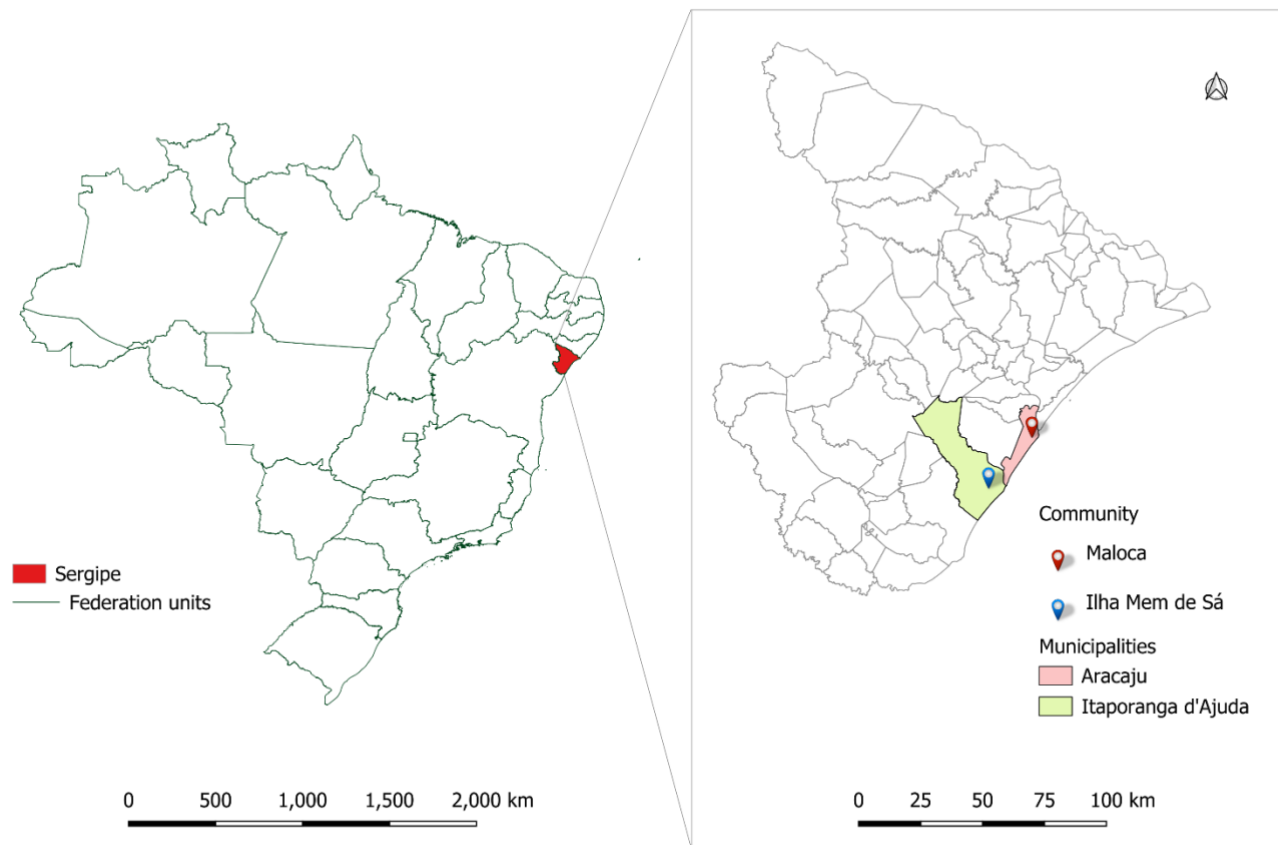 Sergipe
Federation units
0 500 1,000 1,500 2,000 km
Community
Maloca
Ilha Mem de Sá
Municipalities
Aracaju
Itaporanga d'Ajuda
0 25 50 75 100 km